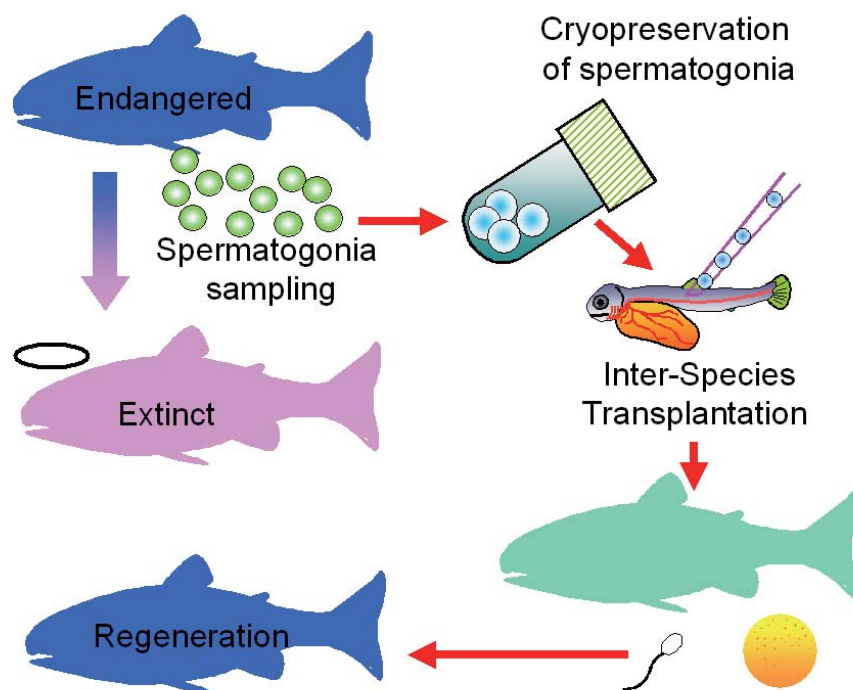 Cryopreservation
of spermatogonia
Endangered
Spermatogonia
sampling
Inter-Species
Transplantation
Extinct
Regeneration